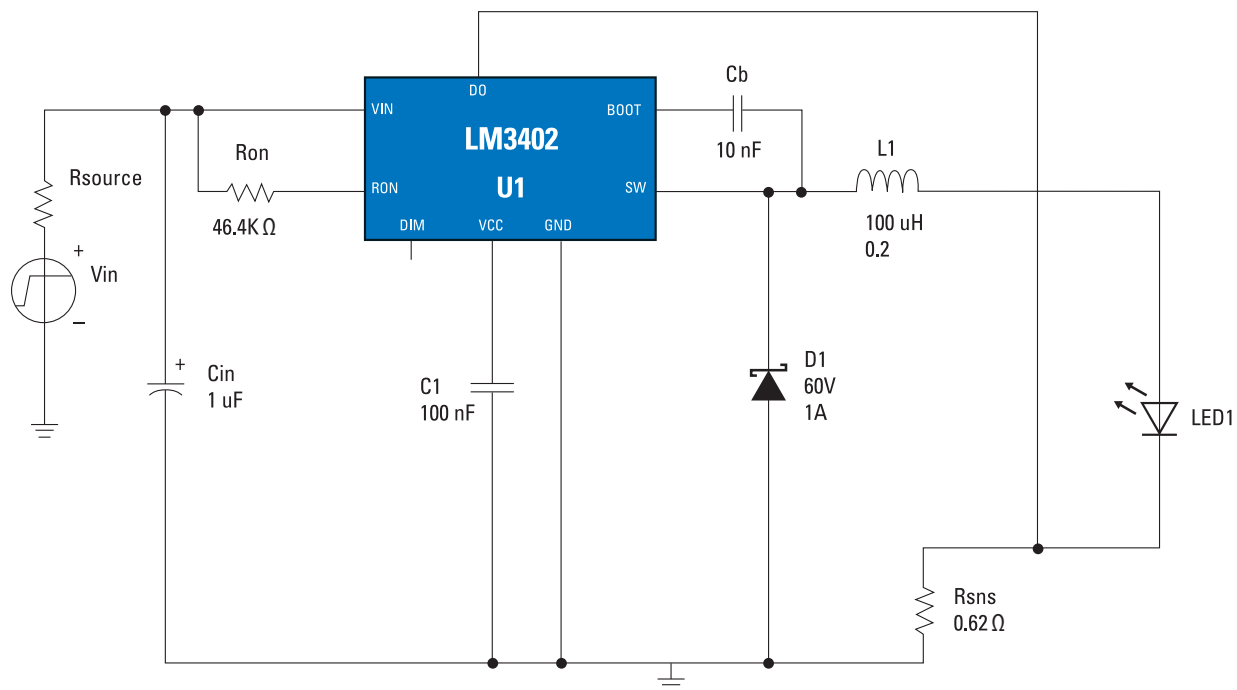 DO
Cb
VIN
BOOT
LM3402
10 nF
Ron
L1
Rsource
RON
U1
SW
46.4K Ω
DIM
VCC
GND
100 uH
0.2
+
Vin
–
+
Cin
1 uF
C1
100 nF
D1
60V
1A
LED1
Rsns
0.62 Ω